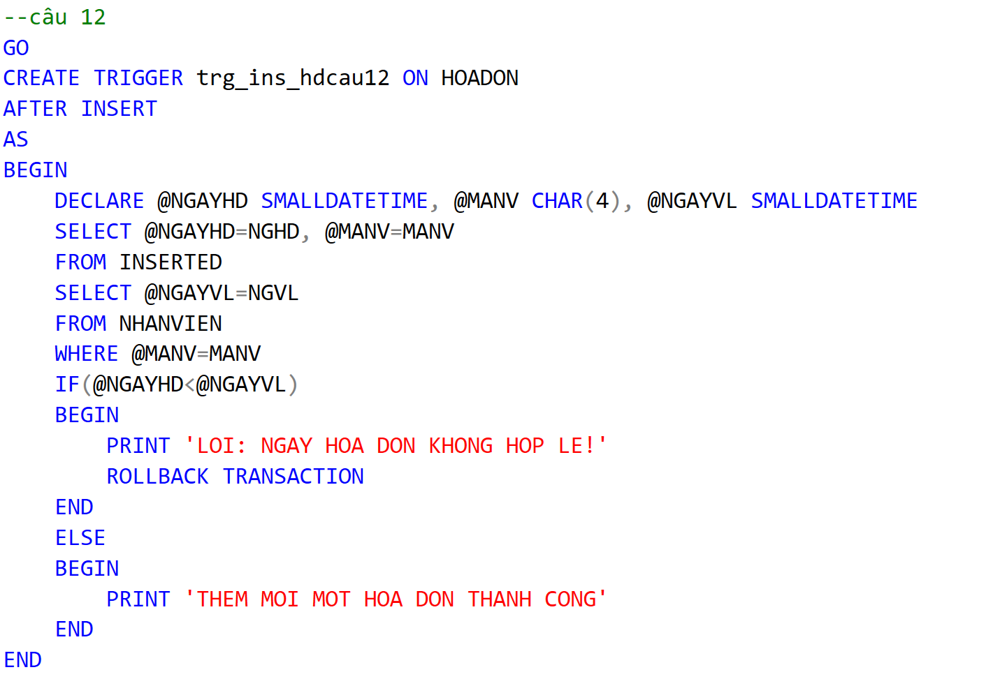 --câu 12
GO
CREATE TRIGGER trg_ins_hdcau12 ON HOADON
AFTER INSERT
AS
BEGIN
    DECLARE @NGAYHD SMALLDATETIME, @MANV CHAR(4), @NGAYVL SMALLDATETIME
    SELECT @NGAYHD=NGHD, @MANV=MANV
    FROM INSERTED
    SELECT @NGAYVL=NGVL
    FROM NHANVIEN
    WHERE @MANV=MANV
    IF(@NGAYHD<@NGAYVL)
    BEGIN
        PRINT 'LOI: NGAY HOA DON KHONG HOP LE!'
        ROLLBACK TRANSACTION
    END
    ELSE
    BEGIN
        PRINT 'THEM MOI MOT HOA DON THANH CONG'
    END
END